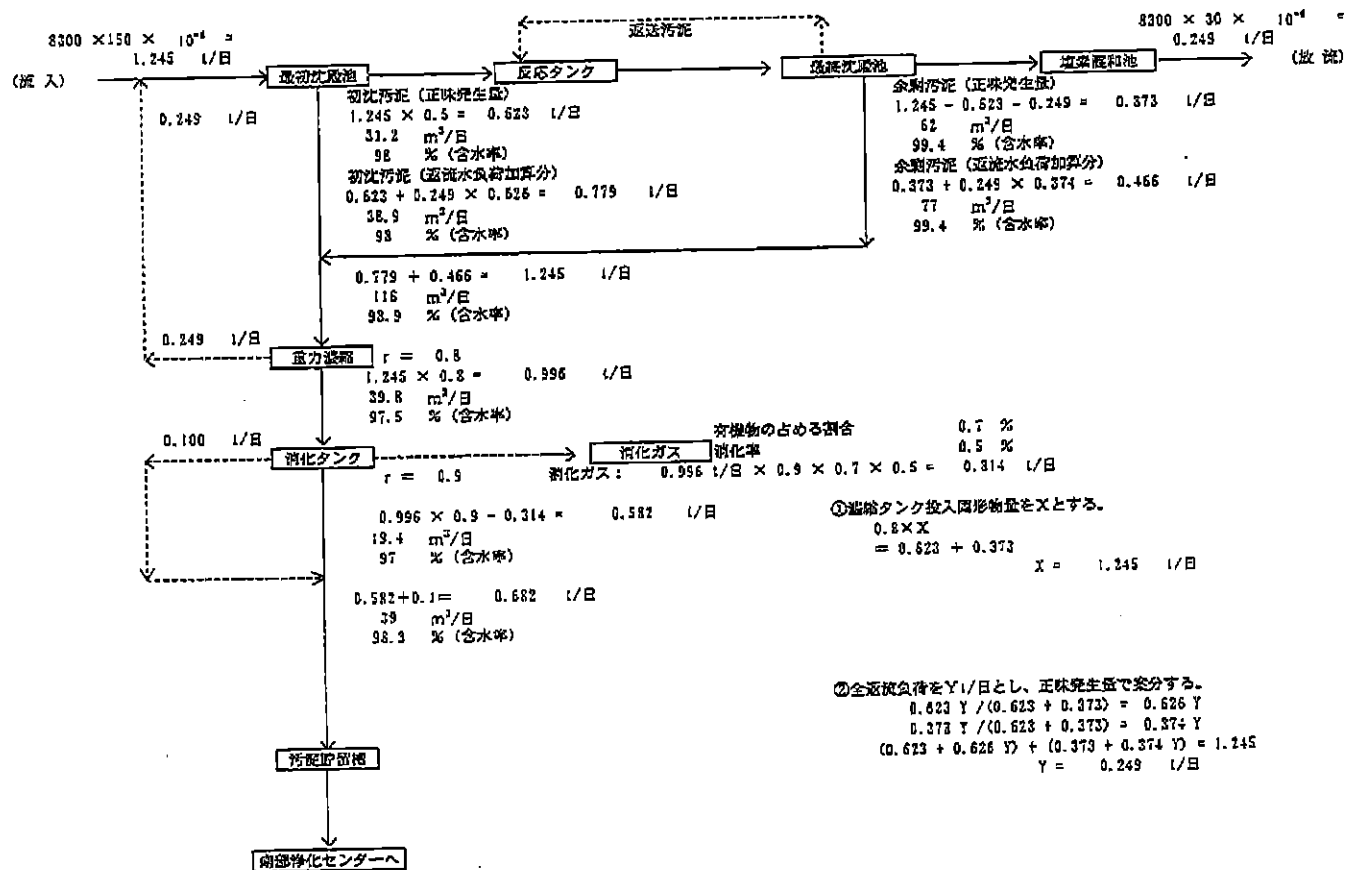 8300 ×150 × 10⁻⁶ =
1.245 t/日
(流 入)
返送汚泥
8300 × 30 × 10⁻⁶ =
0.249 t/日
(放 流)
最初沈殿池
反応タンク
最終沈殿池
塩素混和池
0.249 t/日
初沈汚泥 (正味発生量)
1.245 × 0.5 = 0.623 t/日
31.2 m³/日
98 % (含水率)
初沈汚泥 (返流水負荷加算分)
0.623 + 0.249 × 0.626 = 0.779 t/日
38.9 m³/日
98 % (含水率)
余剰汚泥 (正味発生量)
1.245 - 0.623 - 0.249 = 0.373 t/日
62 m³/日
99.4 % (含水率)
余剰汚泥 (返流水負荷加算分)
0.373 + 0.249 × 0.374 = 0.466 t/日
77 m³/日
99.4 % (含水率)
0.779 + 0.466 = 1.245 t/日
116 m³/日
98.9 % (含水率)
0.249 t/日
重力濃縮
r = 0.8
1.245 × 0.8 = 0.996 t/日
39.8 m³/日
97.5 % (含水率)
0.100 t/日
消化タンク
r = 0.9
消化ガス
有機物の占める割合 0.7 %
消化率 0.5 %
消化ガス: 0.996 t/日 × 0.9 × 0.7 × 0.5 = 0.314 t/日
0.996 × 0.9 - 0.314 = 0.582 t/日
19.4 m³/日
97 % (含水率)
①濃縮タンク投入固形物量をXとする。
0.8×X
= 0.623 + 0.373
X = 1.245 t/日
0.582+0.1= 0.682 t/日
39 m³/日
98.3 % (含水率)
②全返流負荷をYt/日とし、正味発生量で案分する。
0.623 Y /(0.623 + 0.373) = 0.626 Y
0.373 Y /(0.623 + 0.373) = 0.374 Y
(0.623 + 0.626 Y) + (0.373 + 0.374 Y) = 1.245
Y = 0.249 t/日
汚泥貯留槽
南部浄化センターへ